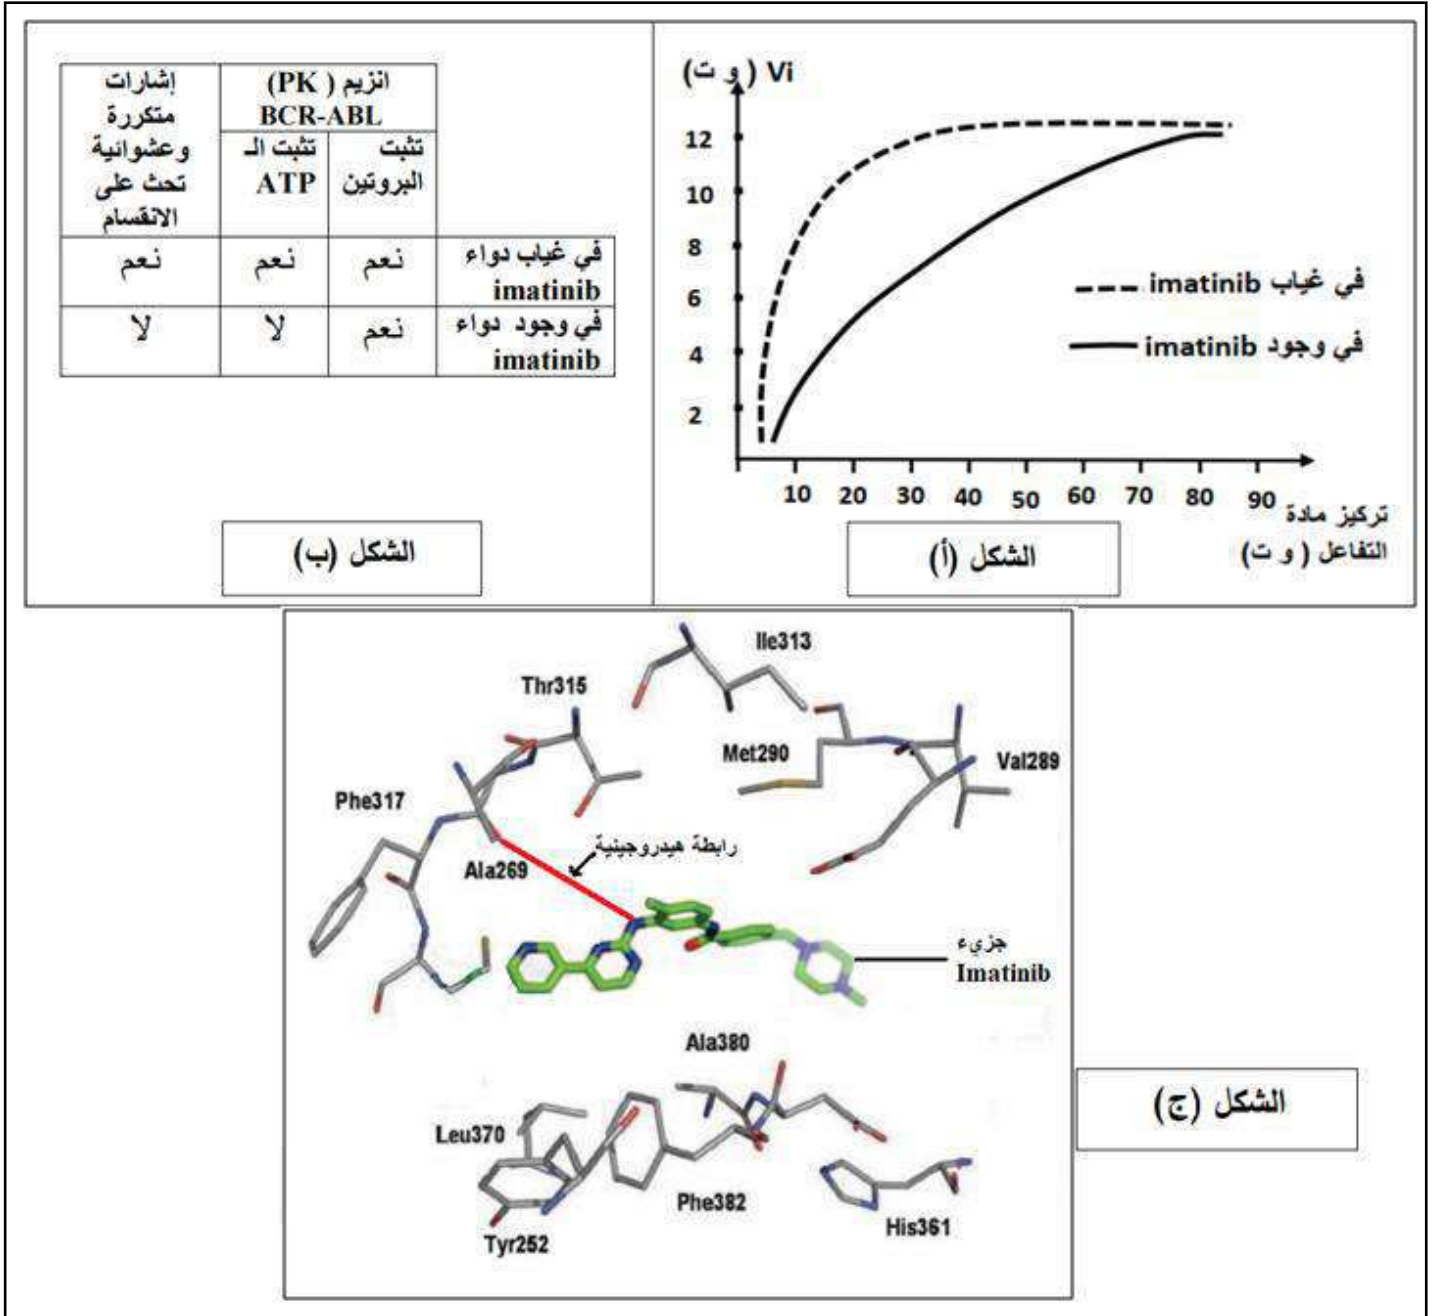 Vi ( و ت)
12
10
8
6
4
2
10 20 30 40 50 60 70 80 90
تركيز مادة
التفاعل ( و ت)
في غياب imatinib
في وجود imatinib
الشكل (أ)
انزيم ( PK)
BCR-ABL
إشارات
متكررة
وعشوائية
تحث على
الانقسام
تثبت
البروتين
تثبت الـ
ATP
في غياب دواء
imatinib
نعم نعم نعم
في وجود دواء
imatinib
نعم لا لا
الشكل (ب)
Ile313
Thr315
Met290
Val289
Phe317
رابطة هيدروجينية
Ala269
جزيء
Imatinib
Ala380
Leu370
Phe382
His361
Tyr252
الشكل (ج)